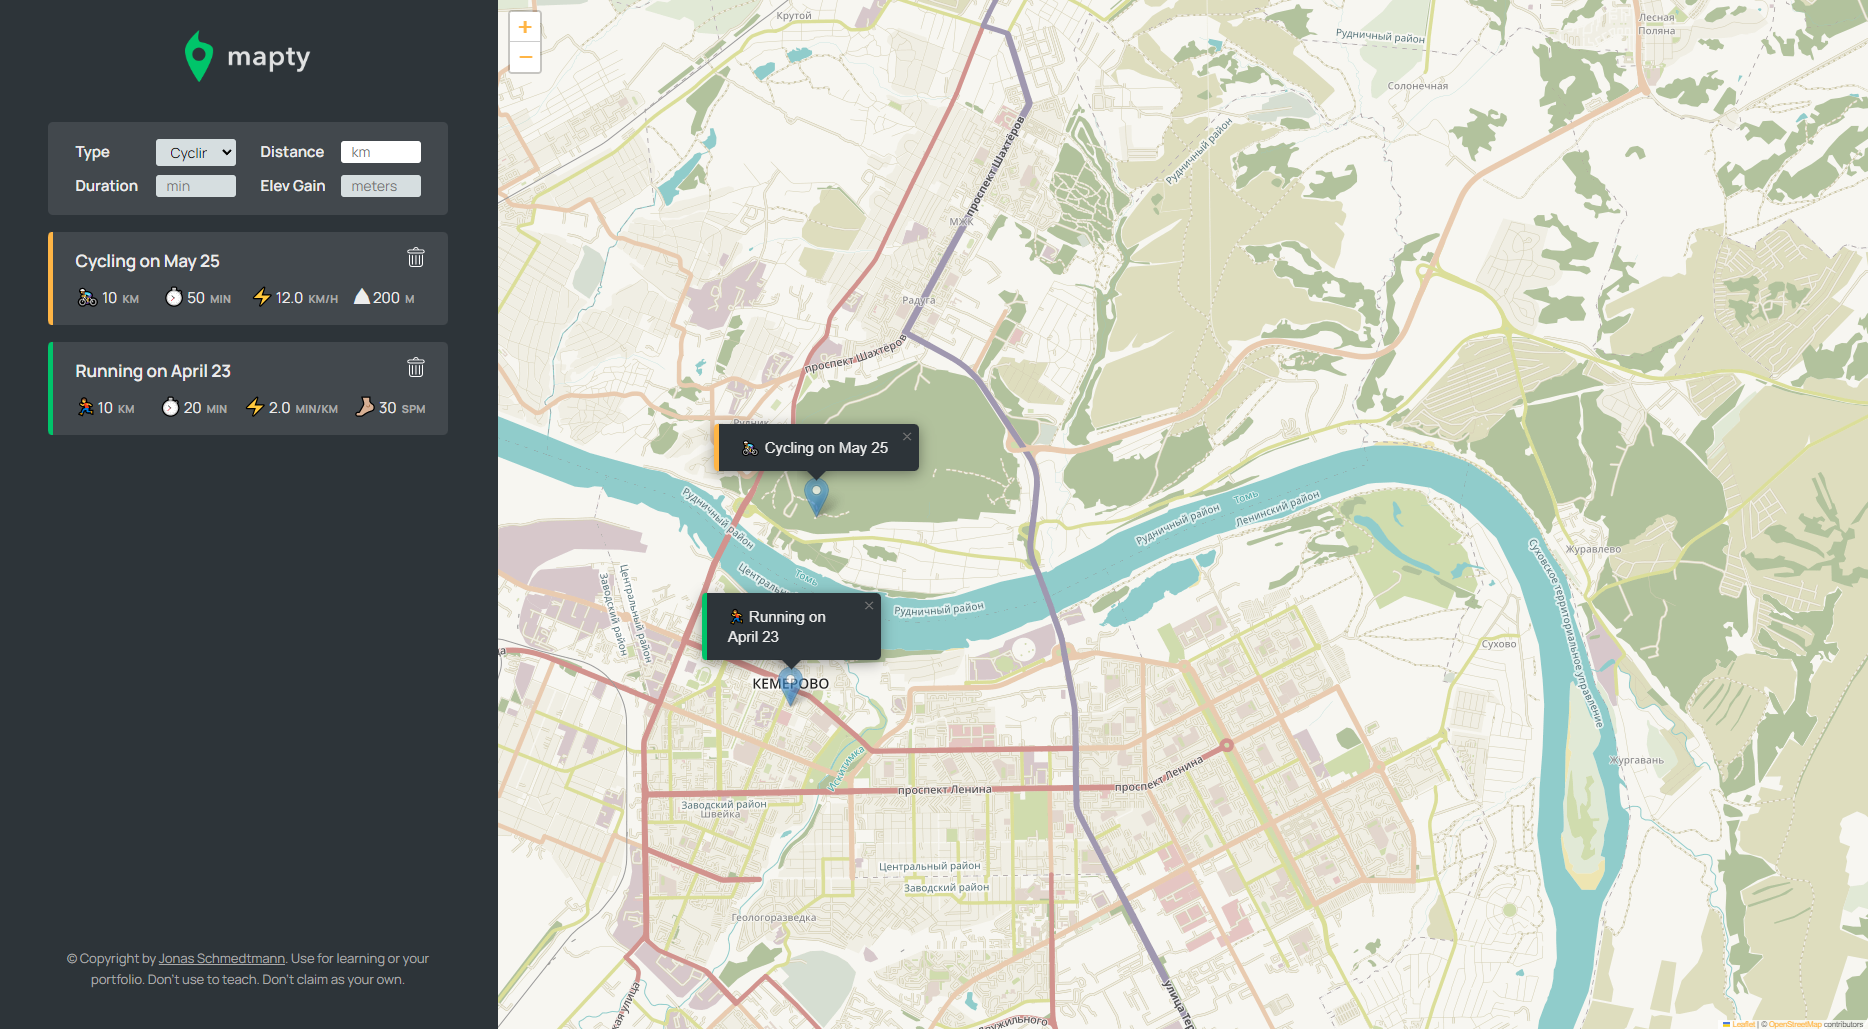 mapty
Type
Cyclir
Distance
km
Duration
min
Elev Gain
meters
Cycling on May 25
10 KM
50 MIN
12.0 KM/H
200 M
Running on April 23
10 KM
20 MIN
2.0 MIN/KM
30 SPM
© Copyright by Jonas Schmedtmann. Use for learning or your
portfolio. Don't use to teach. Don't claim as your own.
+
−
Крутой
Рудничный район
Лесная
Поляна
Солонечная
проспект Шахтёров
Рудничный район
МЖК
Радуга
проспект Шахтёров
Рудник
Cycling on May 25
×
Рудничный район
Томь
Рудничный район
Ленинский район
Журавлево
Суховское территориальное управление
Центральный район
Заводский район
Томь
Рудничный район
Running on
April 23
×
Сухово
КЕМЕРОВО
Искитимка
Журавань
проспект Ленина
проспект Ленина
Заводский район
Швейка
Центральный район
Заводский район
Геологоразведка
Leaflet | © OpenStreetMap contributors